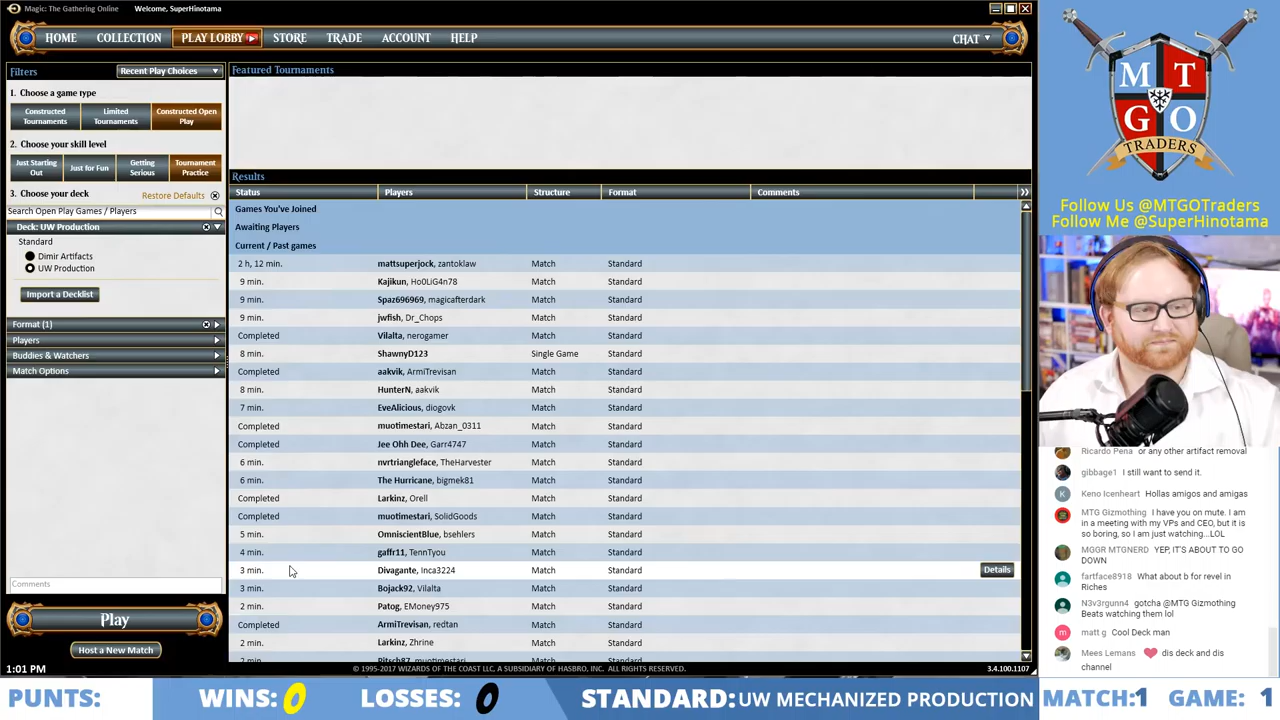 Magic: The Gathering Online Welcome, SuperHinotama
HOME COLLECTION PLAY LOBBY STORE TRADE ACCOUNT HELP CHAT
Filters Recent Play Choices
1. Choose a game type
Constructed Tournaments Limited Tournaments Constructed Open Play
2. Choose your skill level
Just Starting Out Just for Fun Getting Serious Tournament Practice
3. Choose your deck Restore Defaults
Search Open Play Games / Players
Deck: UW Production
Standard
Dimir Artifacts
UW Production
Import a Decklist
Format (1)
Players
Buddies & Watchers
Match Options
Comments
Play
Host a New Match
1:01 PM
Featured Tournaments
Results
Status Players Structure Format Comments
Games You've Joined
Awaiting Players
Current / Past games
2 h, 12 min. mattsuperjock, zantoklaw Match Standard
9 min. Kajikun, Ho0LiG4n78 Match Standard
9 min. Spaz696969, magicafterdark Match Standard
9 min. jwfish, Dr_Chops Match Standard
Completed Vilalta, nerogamer Match Standard
8 min. ShawnyD123 Single Game Standard
Completed aakvik, ArmiTrevisan Match Standard
8 min. HunterN, aakvik Match Standard
7 min. EveAlicious, diogovk Match Standard
Completed muotimestari, Abzan_0311 Match Standard
Completed Jee Ohh Dee, Garr4747 Match Standard
6 min. nvrtriangleface, TheHarvester Match Standard
6 min. The Hurricane, bigmek81 Match Standard
Completed Larkinz, Orell Match Standard
Completed muotimestari, SolidGoods Match Standard
5 min. OmniscientBlue, bsehlers Match Standard
4 min. gaffr11, TennTyou Match Standard
3 min. Divagante, Inca3224 Match Standard Details
3 min. Bojack92, Vilalta Match Standard
2 min. Patog, EMoney975 Match Standard
Completed ArmiTrevisan, redtan Match Standard
2 min. Larkinz, Zhrine Match Standard
2 min. Pitsch87, muotimestari Match Standard
© 1995-2017 WIZARDS OF THE COAST LLC, A SUBSIDIARY OF HASBRO, INC. ALL RIGHTS RESERVED. 3.4.100.1107
M T
G O
TRADERS
Follow Us @MTGOTraders
Follow Me @SuperHinotama
Ricardo Pena or any other artifact removal
gibbage1 I still want to send it.
Keno Icenheart Hollas amigos and amigas
MTG Gizmothing I have you on mute. I am
in a meeting with my VPs and CEO, but it is
so boring, so I am just watching...LOL
MGGR MTGNERD YEP, IT'S ABOUT TO GO
DOWN
fartface8918 What about b for revel in
Riches
N3v3rgunn4 gotcha @MTG Gizmothing
Beats watching them lol
matt g Cool Deck man
Mees Lemans ❤ dis deck and dis
channel
PUNTS: WINS: 0 LOSSES: 0 STANDARD: UW MECHANIZED PRODUCTION MATCH:1 GAME: 1